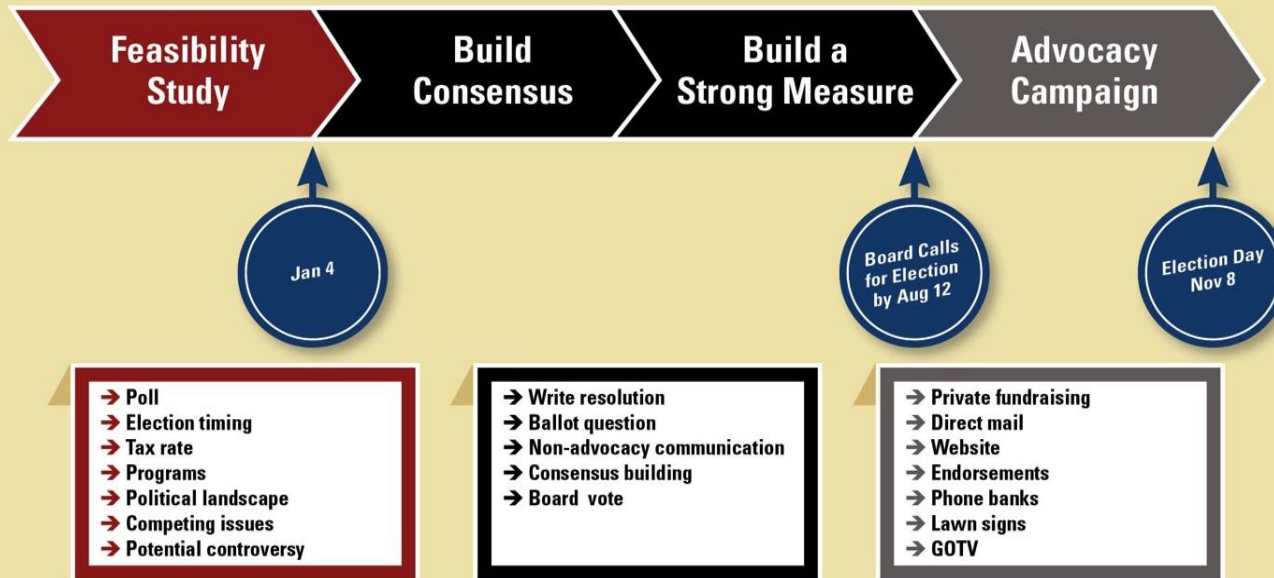 Feasibility
Study
Build
Consensus
Build a
Strong Measure
Advocacy
Campaign
Jan 4
Board Calls
for Election
by Aug 12
Election Day
Nov 8
➔ Poll
➔ Election timing
➔ Tax rate
➔ Programs
➔ Political landscape
➔ Competing issues
➔ Potential controversy
➔ Write resolution
➔ Ballot question
➔ Non-advocacy communication
➔ Consensus building
➔ Board vote
➔ Private fundraising
➔ Direct mail
➔ Website
➔ Endorsements
➔ Phone banks
➔ Lawn signs
➔ GOTV